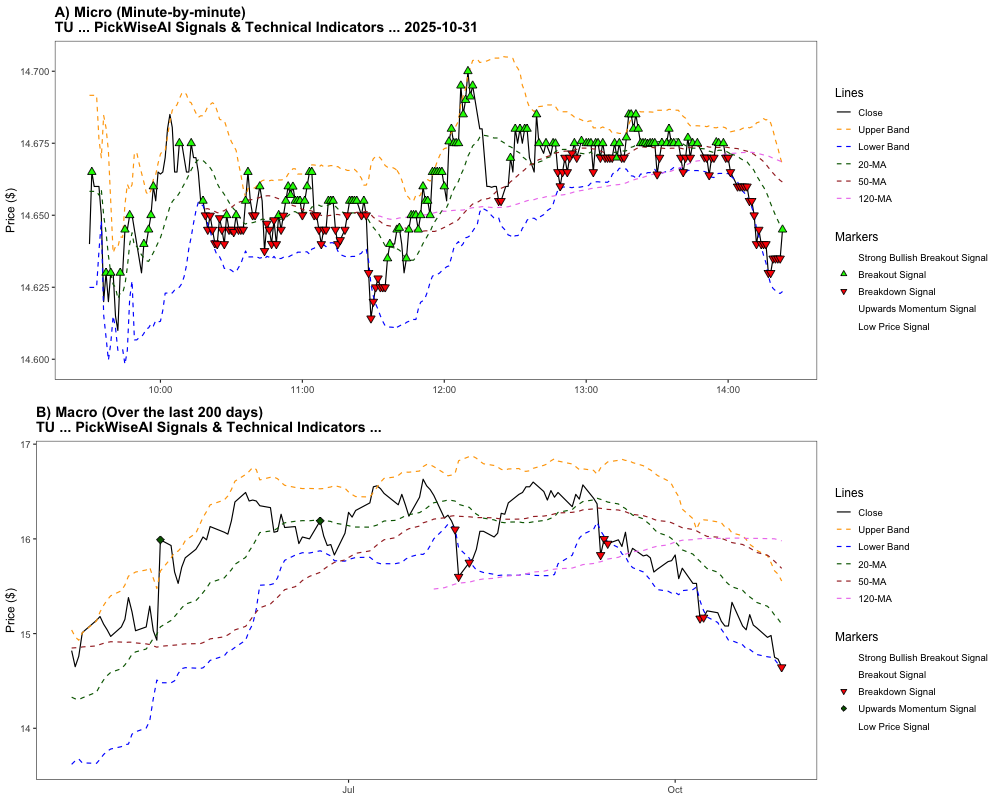 A) Micro (Minute-by-minute)
TU ... PickWiseAI Signals & Technical Indicators ... 2025-10-31
Price ($)
14.700
14.675
14.650
14.625
14.600
10:00
11:00
12:00
13:00
14:00
Lines
Close
Upper Band
Lower Band
20-MA
50-MA
120-MA
Markers
Strong Bullish Breakout Signal
Breakout Signal
Breakdown Signal
Upwards Momentum Signal
Low Price Signal
B) Macro (Over the last 200 days)
TU ... PickWiseAI Signals & Technical Indicators ...
Price ($)
17
16
15
14
Jul
Oct
Lines
Close
Upper Band
Lower Band
20-MA
50-MA
120-MA
Markers
Strong Bullish Breakout Signal
Breakout Signal
Breakdown Signal
Upwards Momentum Signal
Low Price Signal